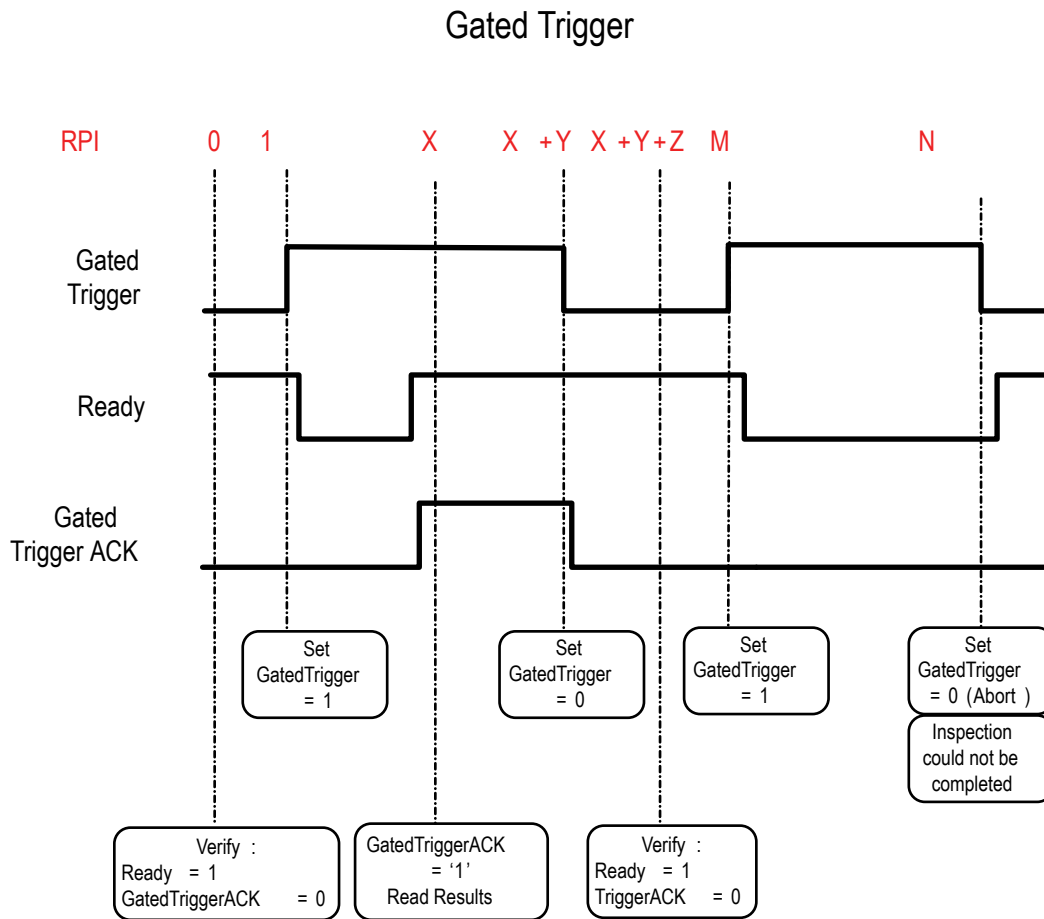 Gated Trigger
RPI 0 1 X X + Y X + Y + Z M N
Gated
Trigger
Ready
Gated
Trigger ACK
Set
GatedTrigger
= 1
Set
GatedTrigger
= 0
Set
GatedTrigger
= 1
Set
GatedTrigger
= 0 (Abort )
Inspection
could not be
completed
Verify :
Ready = 1
GatedTriggerACK = 0
GatedTriggerACK
= ‘1’
Read Results
Verify :
Ready = 1
TriggerACK = 0